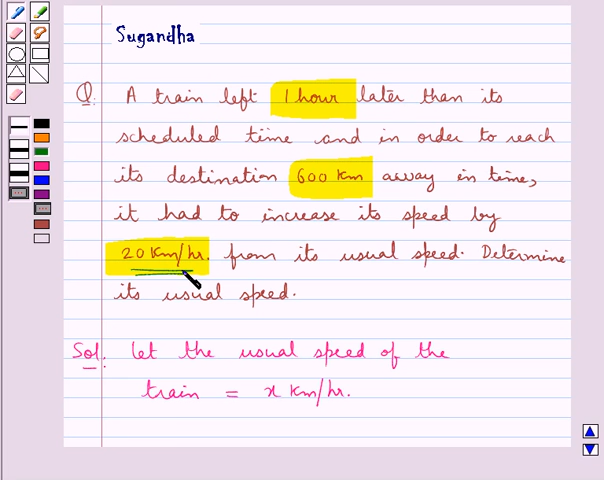 Sugandha
Q. A train left 1 hour later than its
scheduled time and in order to reach
its destination 600 km away in time,
it had to increase its speed by
20 km/hr. from its usual speed. Determine
its usual speed.
Sol. Let the usual speed of the
train = x km/hr.